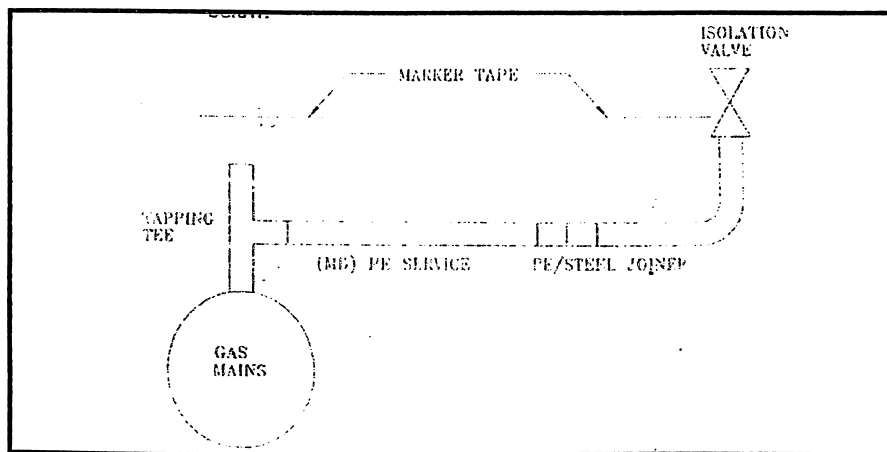 ISOLATION
VALVE
MARKER TAPE
TAPPING
TEE
PE SERVICE
PE/STEEL JOINER
GAS
MAINS